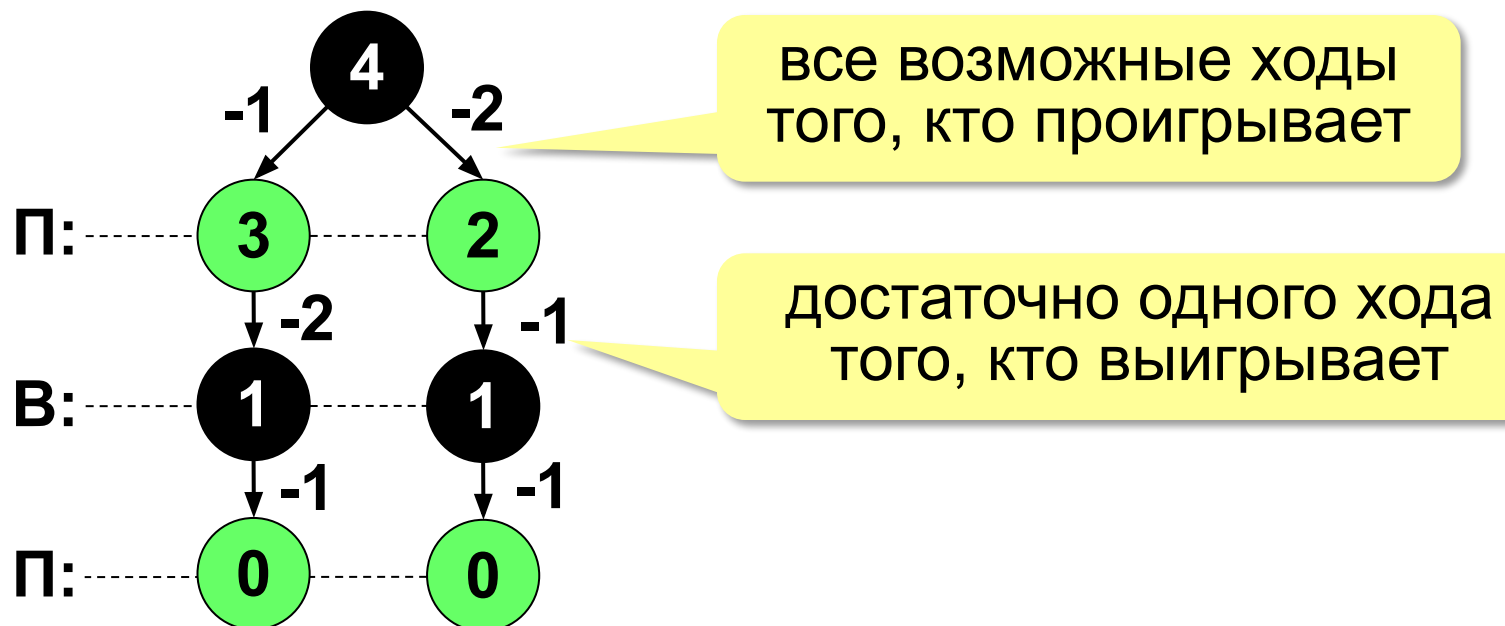 4
-1 -2
все возможные ходы
того, кто проигрывает
П: 3 2
-2 -1
достаточно одного хода
того, кто выигрывает
В: 1 1
-1 -1
П: 0 0